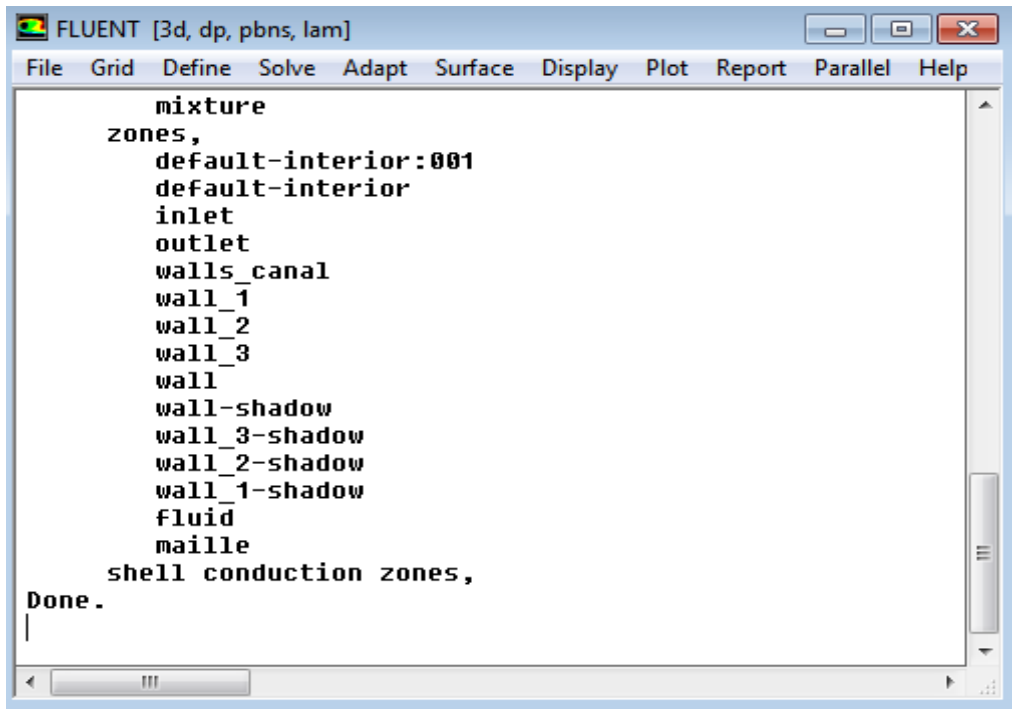 FLUENT [3d, dp, pbns, lam]
File Grid Define Solve Adapt Surface Display Plot Report Parallel Help
mixture
zones,
default-interior:001
default-interior
inlet
outlet
walls_canal
wall_1
wall_2
wall_3
wall
wall-shadow
wall_3-shadow
wall_2-shadow
wall_1-shadow
fluid
maille
shell conduction zones,
Done.